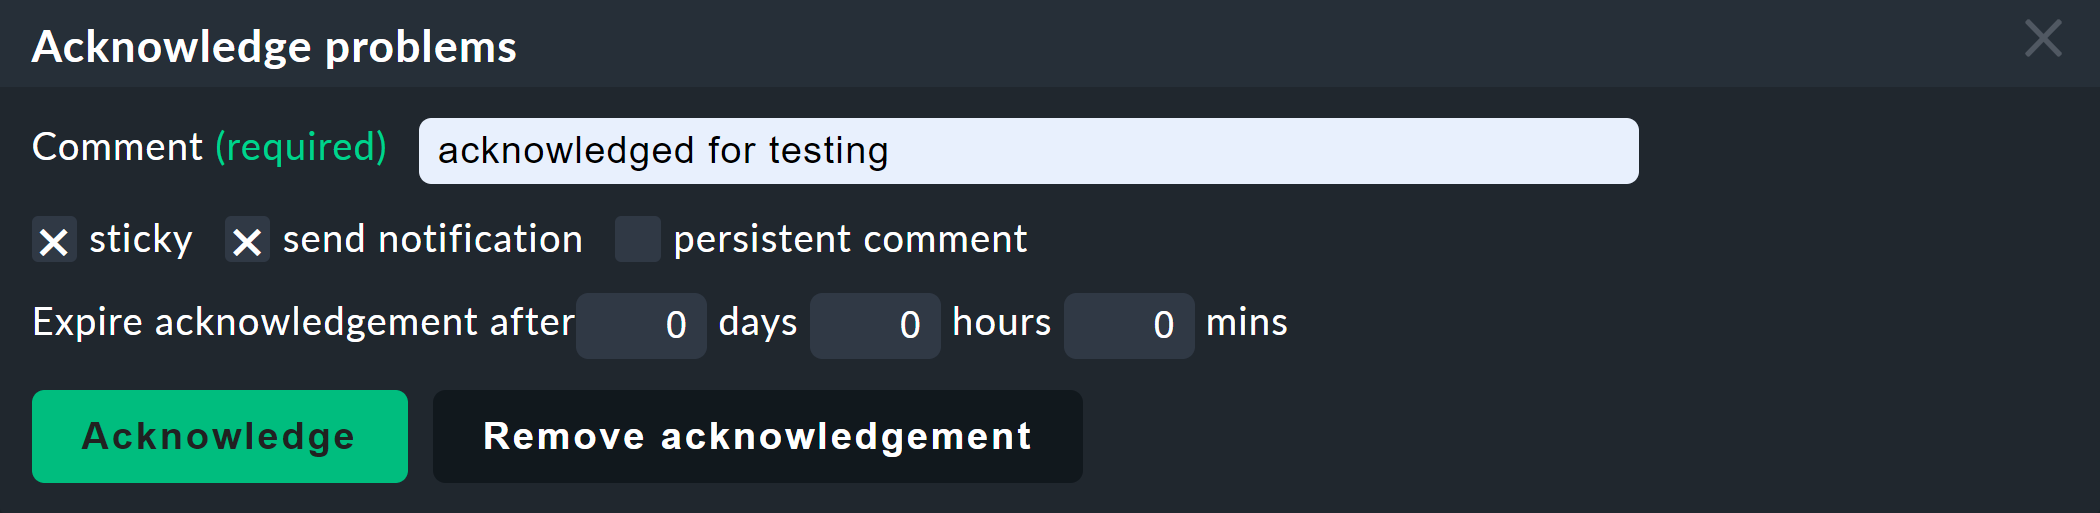 Acknowledge problems
Comment (required) acknowledged for testing
sticky send notification persistent comment
Expire acknowledgement after 0 days 0 hours 0 mins
Acknowledge Remove acknowledgement